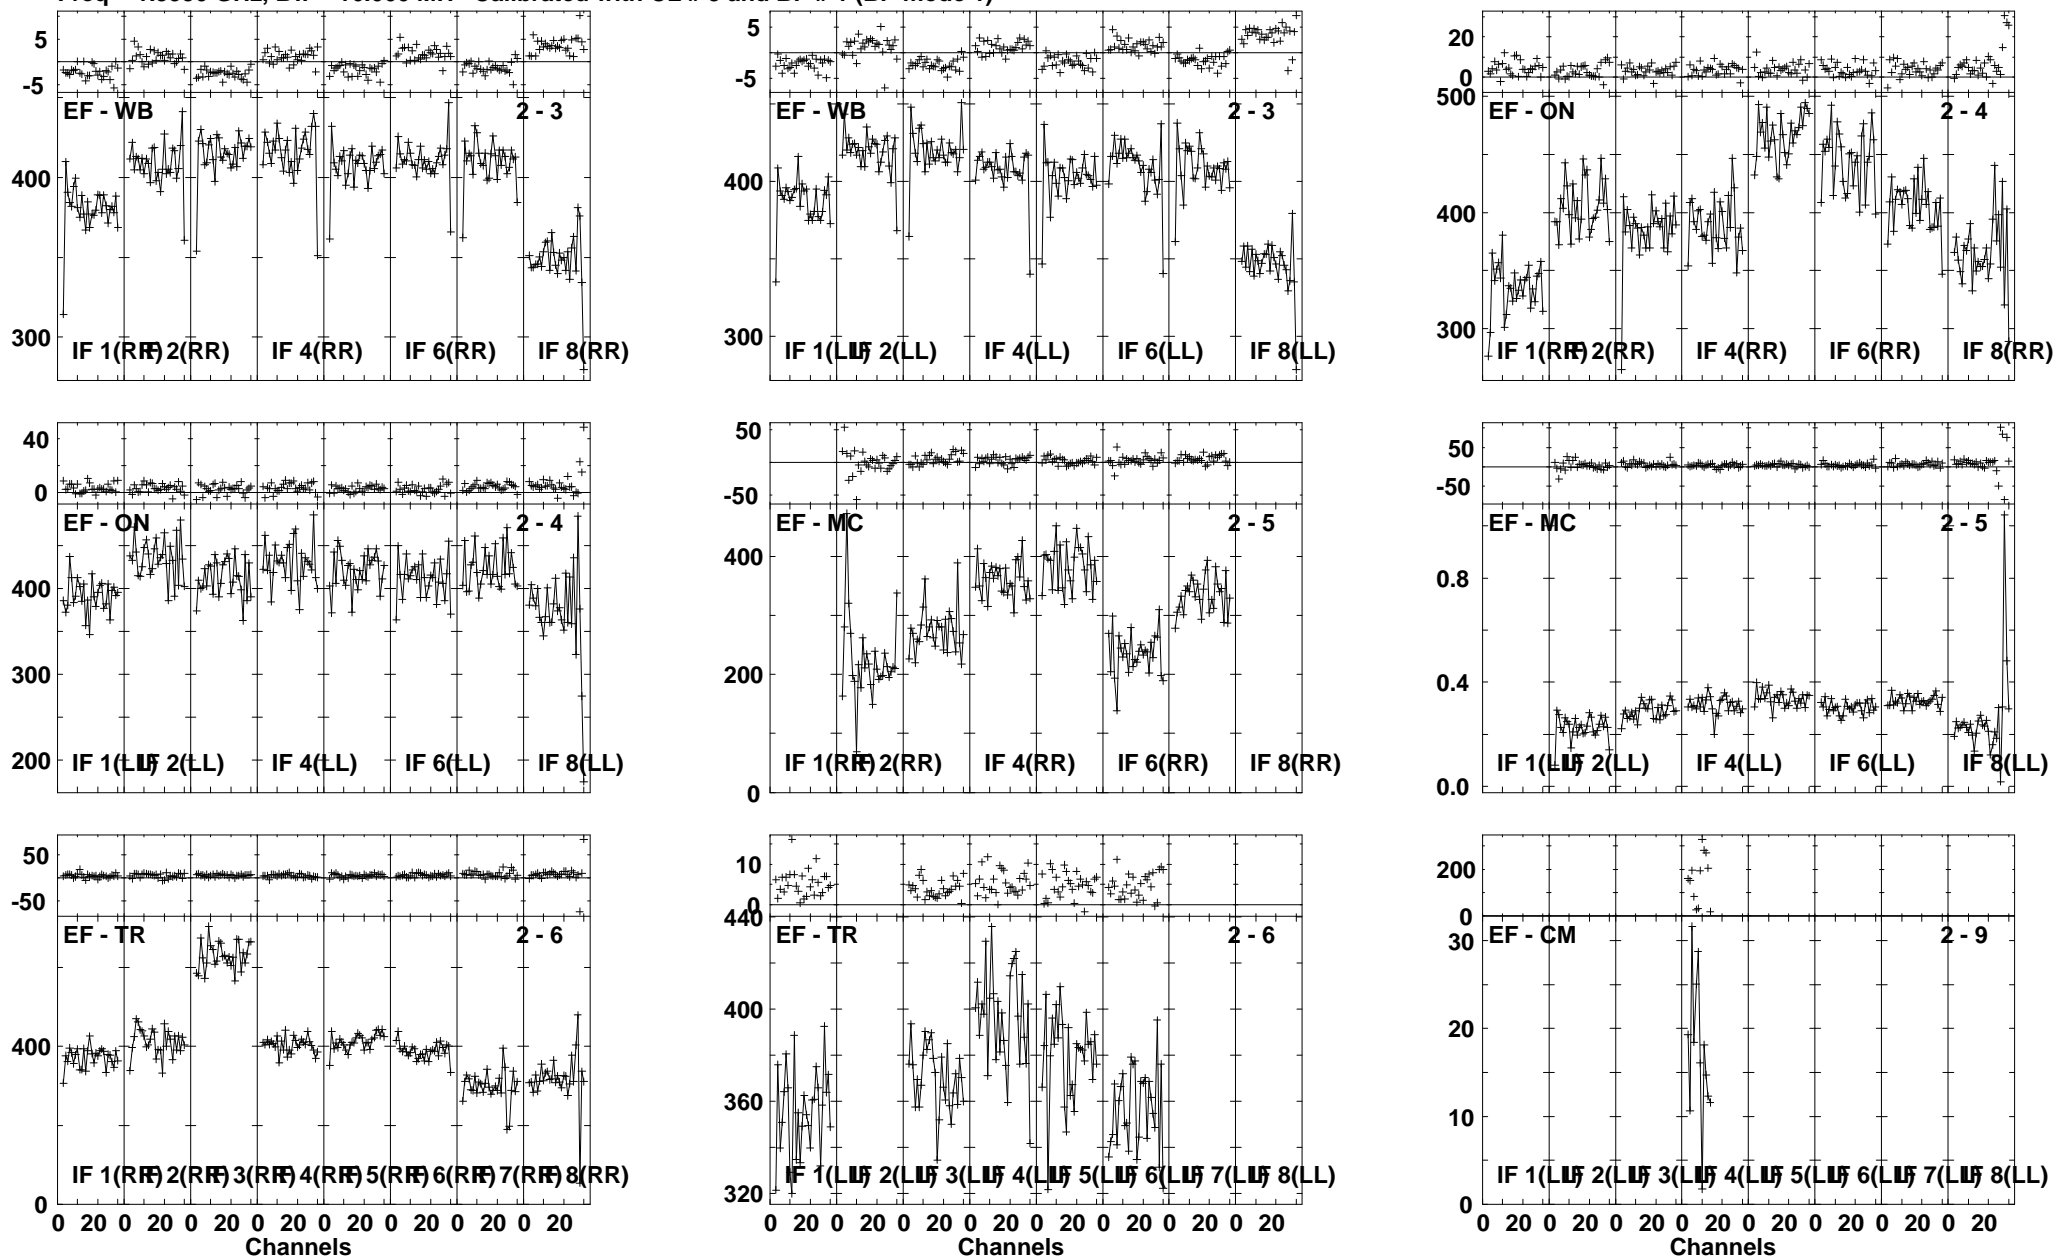 5
-5
EF - WB
2 - 3
400
300
IF 1(RR)
IF 2(RR)
IF 4(RR)
IF 6(RR)
IF 8(RR)
5
-5
EF - WB
2 - 3
400
300
IF 1(LL)
IF 2(LL)
IF 4(LL)
IF 6(LL)
IF 8(LL)
20
0
500
EF - ON
2 - 4
400
300
IF 1(RR)
IF 2(RR)
IF 4(RR)
IF 6(RR)
IF 8(RR)
40
0
EF - ON
2 - 4
400
300
200
IF 1(LL)
IF 2(LL)
IF 4(LL)
IF 6(LL)
IF 8(LL)
50
-50
EF - MC
2 - 5
400
200
0
IF 1(RR)
IF 2(RR)
IF 4(RR)
IF 6(RR)
IF 8(RR)
50
-50
EF - MC
2 - 5
0.8
0.4
0.0
IF 1(LL)
IF 2(LL)
IF 4(LL)
IF 6(LL)
IF 8(LL)
50
-50
EF - TR
2 - 6
400
0
IF 1(RR)
IF 2(RR)
IF 3(RR)
IF 4(RR)
IF 5(RR)
IF 6(RR)
IF 7(RR)
IF 8(RR)
0 20 0 20 0 20 0 20 0 20 0 20 0 20 0 20
Channels
10
0
440
EF - TR
2 - 6
400
360
320
IF 1(LL)
IF 2(LL)
IF 3(LL)
IF 4(LL)
IF 5(LL)
IF 6(LL)
IF 7(LL)
IF 8(LL)
0 20 0 20 0 20 0 20 0 20 0 20 0 20 0 20
Channels
200
0
EF - CM
2 - 9
30
20
10
0
IF 1(LL)
IF 2(LL)
IF 3(LL)
IF 4(LL)
IF 5(LL)
IF 6(LL)
IF 7(LL)
IF 8(LL)
0 20 0 20 0 20 0 20 0 20 0 20 0 20 0 20
Channels